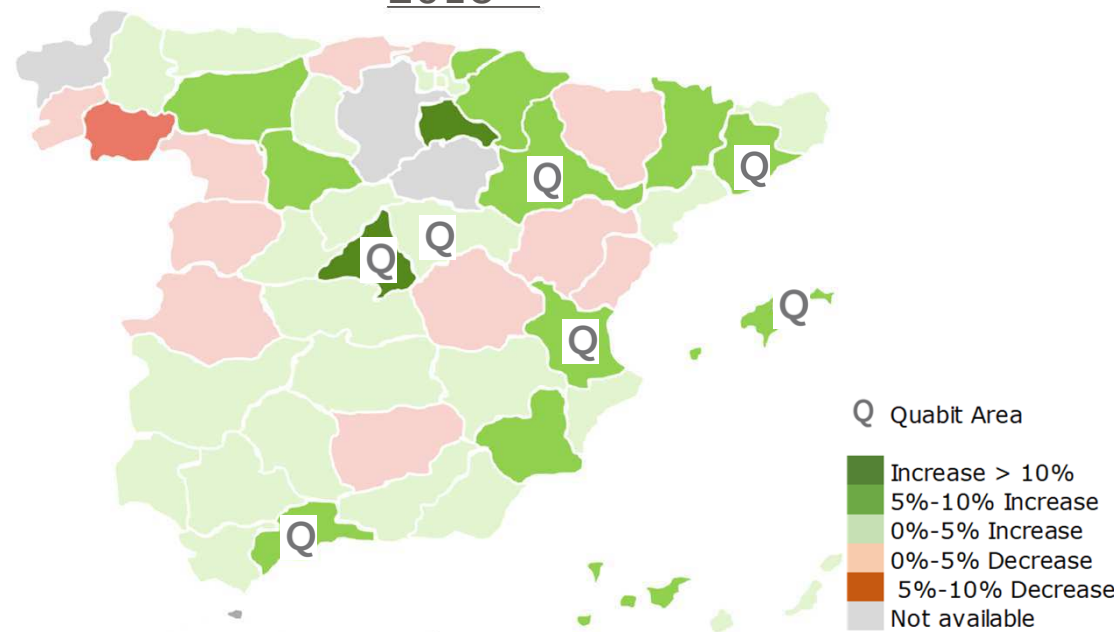 Q
Q
Q
Q
Q
Q
Q
Q Quabit Area
Increase > 10%
5%-10% Increase
0%-5% Increase
0%-5% Decrease
5%-10% Decrease
Not available